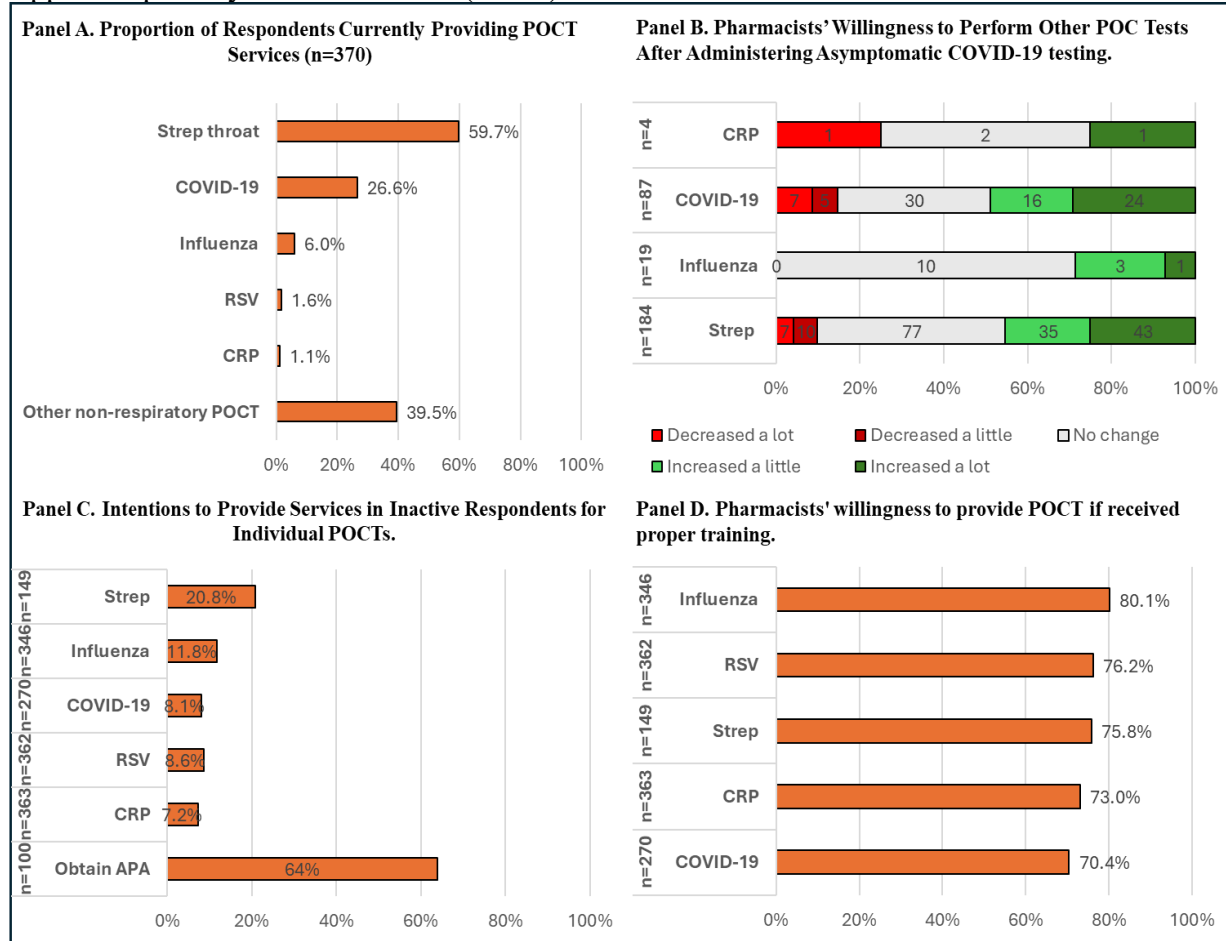 Panel A. Proportion of Respondents Currently Providing POCT
Services (n=370)
Strep throat
59.7%
COVID-19
26.6%
Influenza
6.0%
RSV
1.6%
CRP
1.1%
Other non-respiratory POCT
39.5%
0% 20% 40% 60% 80% 100%
Panel B. Pharmacists' Willingness to Perform Other POC Tests
After Administering Asymptomatic COVID-19 testing.
n=4 CRP 1 2 1
n=87 COVID-19 7 30 16 24
n=19 Influenza 0 10 3 1
n=184 Strep 7 10 77 35 43
0% 20% 40% 60% 80% 100%
Decreased a lot Decreased a little No change
Increased a little Increased a lot
Panel C. Intentions to Provide Services in Inactive Respondents for
Individual POCTs.
n=149 Strep 20.8%
n=346 Influenza 11.8%
n=270 COVID-19 8.1%
n=362 RSV 8.6%
n=363 CRP 7.2%
n=100 Obtain APA 64%
0% 20% 40% 60% 80% 100%
Panel D. Pharmacists' willingness to provide POCT if received
proper training.
n=346 Influenza 80.1%
n=362 RSV 76.2%
n=149 Strep 75.8%
n=363 CRP 73.0%
n=270 COVID-19 70.4%
0% 20% 40% 60% 80% 100%